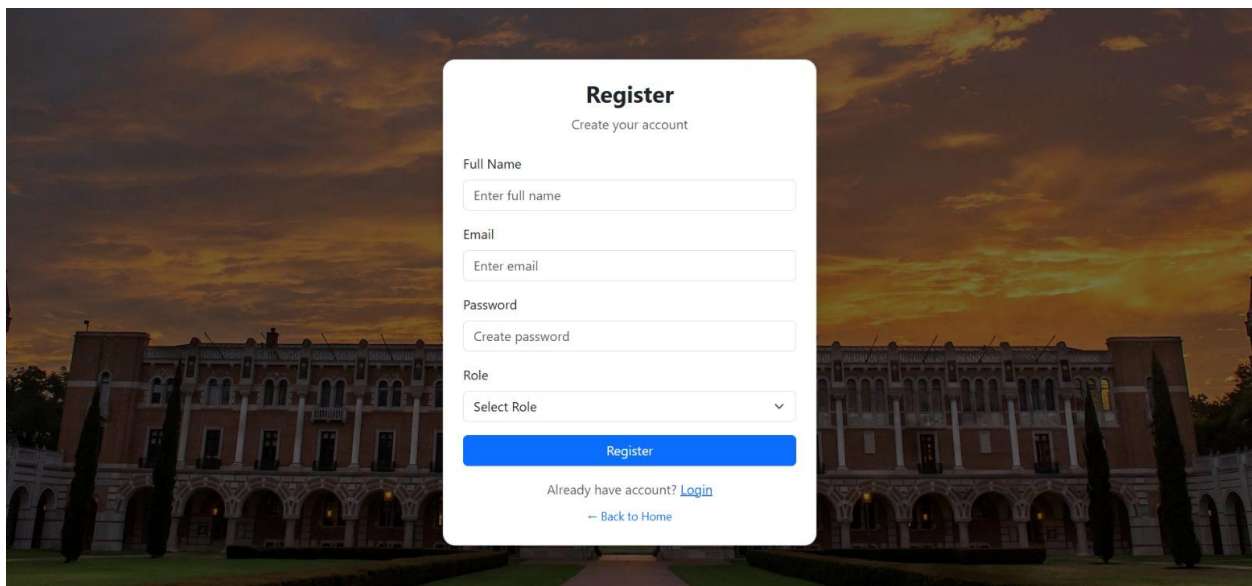 Register
Create your account
Full Name
Enter full name
Email
Enter email
Password
Create password
Role
Select Role
Register
Already have account? Login
← Back to Home